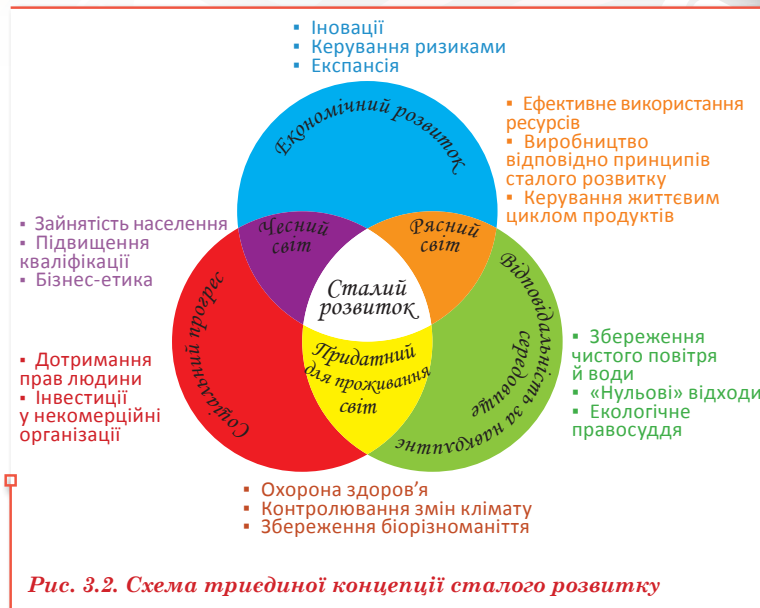 ▪ Іновації
▪ Керування ризиками
▪ Експансія
Економічний розвиток
▪ Ефективне використання
ресурсів
▪ Виробництво
відповідно принципів
сталого розвитку
▪ Керування життєвим
циклом продуктів
▪ Зайнятість населення
▪ Підвищення
кваліфікації
▪ Бізнес-етика
Чесний
світ
Рясний
світ
Сталий
розвиток
Соціальний прогрес
Відповідальність за навколишнє
середовище
Придатний
для проживання
світ
▪ Дотримання
прав людини
▪ Інвестиції
у некомерційні
організації
▪ Збереження
чистого повітря
й води
▪ «Нульові» відходи
▪ Екологічне
правосуддя
▪ Охорона здоров’я
▪ Контролювання змін клімату
▪ Збереження біорізноманіття
Рис. 3.2. Схема триєдиної концепції сталого розвитку